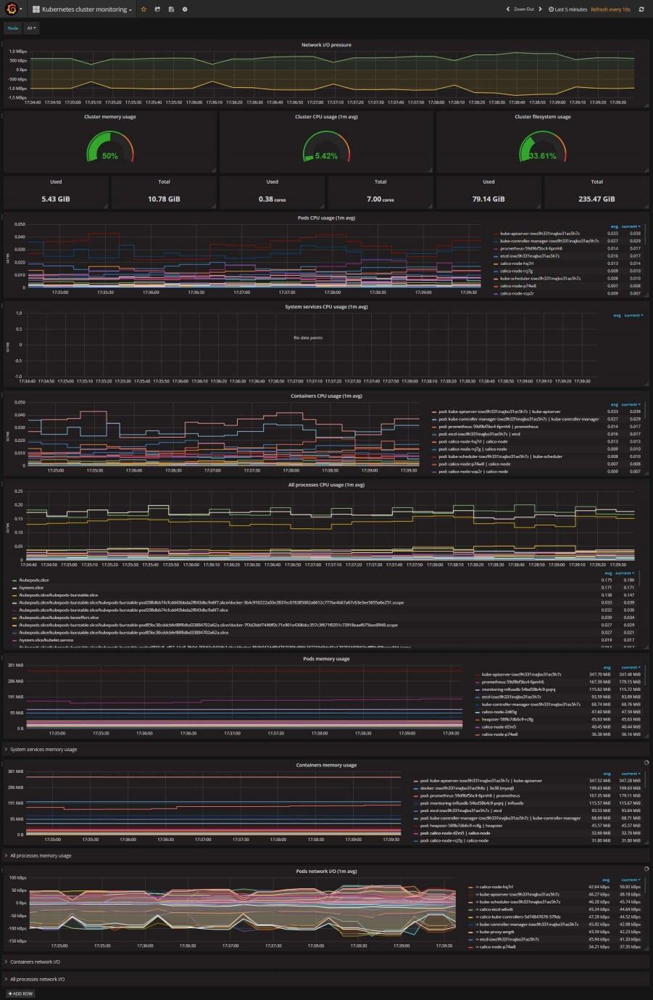 Kubernetes cluster monitoring
Zoom Out
Last 5 minutes
Refresh every 10s
Node
All
Network I/O pressure
1.0 MBps
500 kBps
0 Bps
-500 kBps
-1.0 MBps
-1.5 MBps
17:34:40 17:34:50 17:35:00 17:35:10 17:35:20 17:35:30 17:35:40 17:35:50 17:36:00 17:36:10 17:36:20 17:36:30 17:36:40 17:36:50 17:37:00 17:37:10 17:37:20 17:37:30 17:37:40 17:37:50 17:38:00 17:38:10 17:38:20 17:38:30 17:38:40 17:38:50 17:39:00 17:39:10 17:39:20 17:39:30
Cluster memory usage
50%
Cluster CPU usage (1m avg)
5.42%
Cluster filesystem usage
33.61%
Used
5.43 GiB
Total
10.78 GiB
Used
0.38 cores
Total
7.00 cores
Used
79.14 GiB
Total
235.47 GiB
Pods CPU usage (1m avg)
0.050
0.040
0.030
0.020
0.010
0
cores
17:35:00 17:35:30 17:36:00 17:36:30 17:37:00 17:37:30 17:38:00 17:38:30 17:39:00 17:39:30
avg current
kube-apiserver-izwz9h331inajbo31as5h7z 0.033 0.039
kube-controller-manager-izwz9h331inajbo31as5h7z 0.027 0.029
prometheus-59d9bf5bc4-6pmh6 0.014 0.017
etcd-izwz9h331inajbo31as5h7z 0.016 0.017
calico-node-hq7rl 0.013 0.014
calico-node-rcj7g 0.009 0.010
kube-scheduler-izwz9h331inajbo31as5h7z 0.008 0.010
calico-node-p74w8 0.007 0.008
calico-node-vzp2r 0.009 0.007
System services CPU usage (1m avg)
1.0
0.5
0
-0.5
-1.0
cores
No data points
17:34:40 17:34:50 17:35:00 17:35:10 17:35:20 17:35:30 17:35:40 17:35:50 17:36:00 17:36:10 17:36:20 17:36:30 17:36:40 17:36:50 17:37:00 17:37:10 17:37:20 17:37:30 17:37:40 17:37:50 17:38:00 17:38:10 17:38:20 17:38:30 17:38:40 17:38:50 17:39:00 17:39:10 17:39:20 17:39:30
avg current
Containers CPU usage (1m avg)
0.050
0.040
0.030
0.020
0.010
0
cores
17:35:00 17:35:30 17:36:00 17:36:30 17:37:00 17:37:30 17:38:00 17:38:30 17:39:00 17:39:30
avg current
pod: kube-apiserver-izwz9h331inajbo31as5h7z | kube-apiserver 0.033 0.039
pod: kube-controller-manager-izwz9h331inajbo31as5h7z | kube-controller-manager 0.027 0.029
pod: prometheus-59d9bf5bc4-6pmh6 | prometheus 0.014 0.017
pod: etcd-izwz9h331inajbo31as5h7z | etcd 0.016 0.017
pod: calico-node-hq7rl | calico-node 0.013 0.013
pod: calico-node-rcj7g | calico-node 0.009 0.010
pod: kube-scheduler-izwz9h331inajbo31as5h7z | kube-scheduler 0.008 0.010
pod: calico-node-p74w8 | calico-node 0.007 0.008
pod: calico-node-vzp2r | calico-node 0.009 0.007
All processes CPU usage (1m avg)
0.25
0.20
0.15
0.10
0.05
0
cores
17:34:40 17:34:50 17:35:00 17:35:10 17:35:20 17:35:30 17:35:40 17:35:50 17:36:00 17:36:10 17:36:20 17:36:30 17:36:40 17:36:50 17:37:00 17:37:10 17:37:20 17:37:30 17:37:40 17:37:50 17:38:00 17:38:10 17:38:20 17:38:30 17:38:40 17:38:50 17:39:00 17:39:10 17:39:20 17:39:30
avg current
/kubepods.slice 0.175 0.186
/system.slice 0.171 0.171
/kubepods.slice/kubepods-burstable.slice 0.138 0.147
0.033 0.039
0.032 0.036
/kubepods.slice/kubepods-besteffort.slice 0.039 0.034
0.027 0.029
0.027 0.021
/system.slice/kubelet.service 0.019 0.017
Pods memory usage
381 MiB
286 MiB
191 MiB
95 MiB
0 B
17:35:00 17:35:30 17:36:00 17:36:30 17:37:00 17:37:30 17:38:00 17:38:30 17:39:00 17:39:30
avg current
kube-apiserver-izwz9h331inajbo31as5h7z 347.70 MiB 347.46 MiB
prometheus-59d9bf5bc4-6pmh6 167.39 MiB 179.15 MiB
monitoring-influxdb-54bd58b4c9-pxjnj 115.62 MiB 115.72 MiB
etcd-izwz9h331inajbo31as5h7z 93.59 MiB 93.89 MiB
kube-controller-manager-izwz9h331inajbo31as5h7z 68.74 MiB 68.76 MiB
calico-node-2d65g 47.60 MiB 47.59 MiB
heapster-589b7db6c9-rclfg 45.63 MiB 45.63 MiB
calico-node-tl2m5 40.45 MiB 40.44 MiB
calico-node-p74w8 36.38 MiB 36.16 MiB
System services memory usage
Containers memory usage
381 MiB
286 MiB
191 MiB
95 MiB
0 B
17:35:00 17:35:30 17:36:00 17:36:30 17:37:00 17:37:30 17:38:00 17:38:30 17:39:00 17:39:30
avg current
pod: kube-apiserver-izwz9h331inajbo31as5h7z | kube-apiserver 347.52 MiB 347.28 MiB
docker: izwz9h331inajbo31as5h6z | 3e38 (mysql) 199.63 MiB 199.63 MiB
pod: prometheus-59d9bf5bc4-6pmh6 | prometheus 167.35 MiB 179.11 MiB
pod: monitoring-influxdb-54bd58b4c9-pxjnj | influxdb 115.57 MiB 115.67 MiB
pod: etcd-izwz9h331inajbo31as5h7z | etcd 93.53 MiB 93.84 MiB
pod: kube-controller-manager-izwz9h331inajbo31as5h7z | kube-controller-manager 68.69 MiB 68.71 MiB
pod: heapster-589b7db6c9-rclfg | heapster 45.57 MiB 45.57 MiB
pod: calico-node-tl2m5 | calico-node 32.69 MiB 32.70 MiB
pod: calico-node-rcj7g | calico-node 31.80 MiB 31.80 MiB
All processes memory usage
Pods network I/O (1m avg)
100 kBps
50 kBps
0 Bps
-50 kBps
-100 kBps
-150 kBps
17:35:00 17:35:30 17:36:00 17:36:30 17:37:00 17:37:30 17:38:00 17:38:30 17:39:00 17:39:30
avg current
-> calico-node-hq7rl 42.64 kBps 50.92 kBps
-> kube-apiserver-izwz9h331inajbo31as5h7z 46.27 kBps 48.18 kBps
-> kube-scheduler-izwz9h331inajbo31as5h7z 46.28 kBps 45.74 kBps
-> calico-etcd-w6vdt 45.24 kBps 44.64 kBps
-> calico-kube-controllers-5d74847676-579dz 47.28 kBps 44.52 kBps
-> kube-controller-manager-izwz9h331inajbo31as5h7z 45.92 kBps 42.98 kBps
-> kube-proxy-wngtk 43.59 kBps 42.23 kBps
-> etcd-izwz9h331inajbo31as5h7z 45.94 kBps 41.33 kBps
-> calico-node-p74w8 34.21 kBps 37.35 kBps
Containers network I/O
All processes network I/O
+ ADD ROW